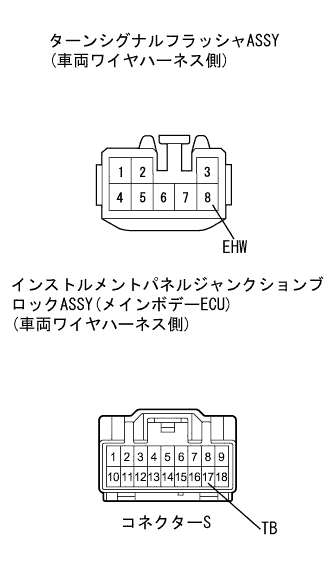 ターンシグナルフラッシャASSY
(車両ワイヤハーネス側)
1 2 3
4 5 6 7 8
EHW
インストルメントパネルジャンクションブ
ロックASSY(メインボデーECU)
(車両ワイヤハーネス側)
1 2 3 4 5 6 7 8 9
10 11 12 13 14 15 16 17 18
コネクターS
TB